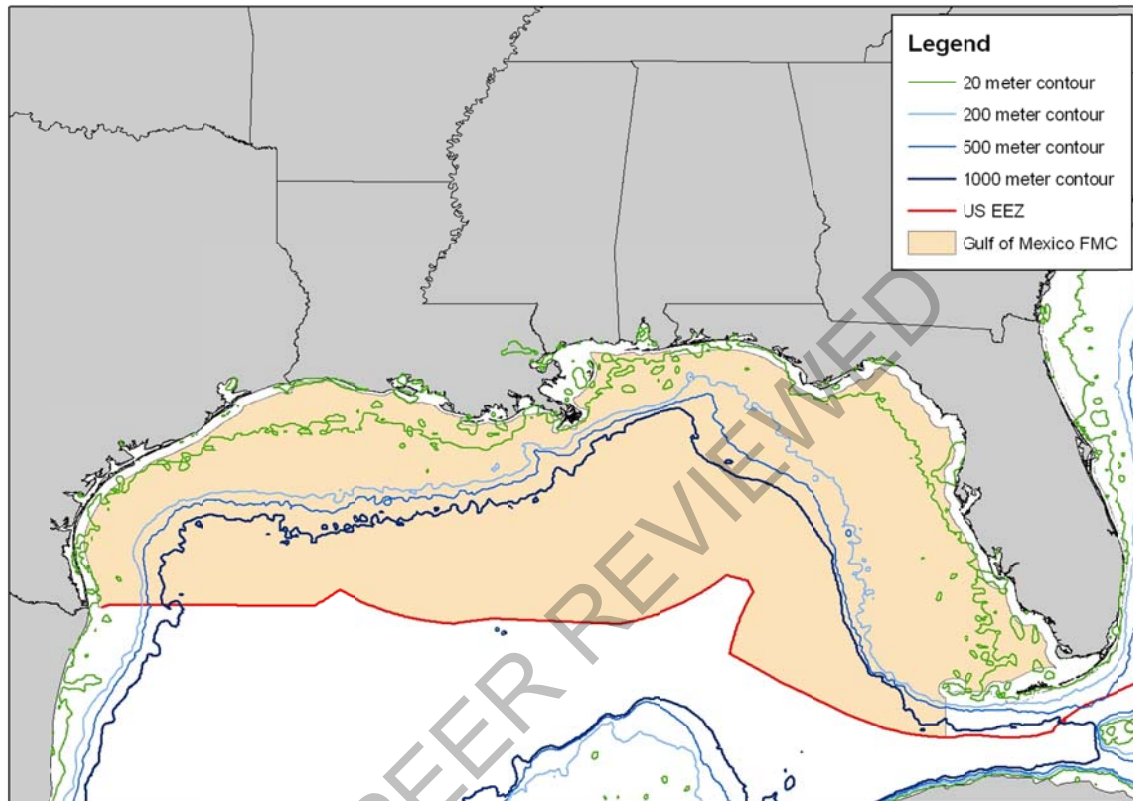 Legend
20 meter contour
200 meter contour
500 meter contour
1000 meter contour
US EEZ
Gulf of Mexico FMC
EER REVIEWED